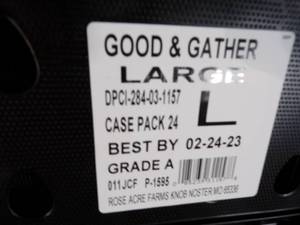 GOOD & GATHER
LARGE
DPCI-284-03-1157
L
CASE PACK 24
BEST BY 02-24-23
GRADE A
011JCF P-1595
ROSE ACRE FARMS KNOB NOSTER MO 65336